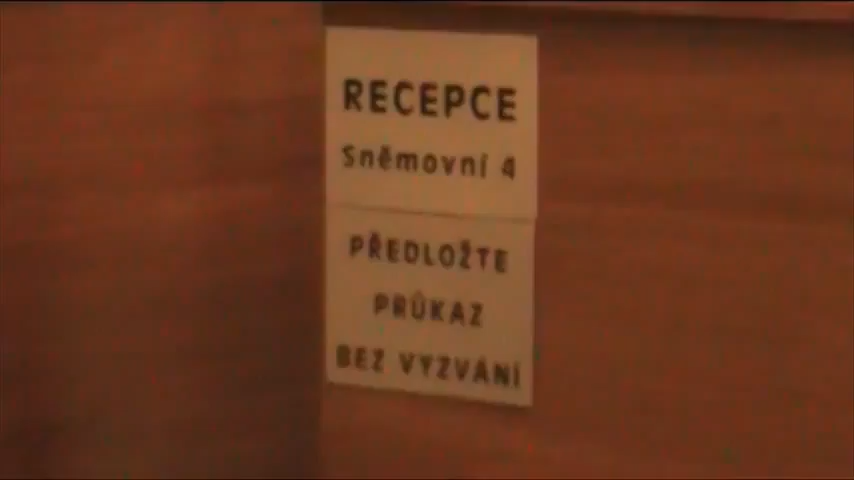 RECEPCE
Sněmovní 4
PŘEDLOŽTE
PRŮKAZ
BEZ VYZVÁNÍ